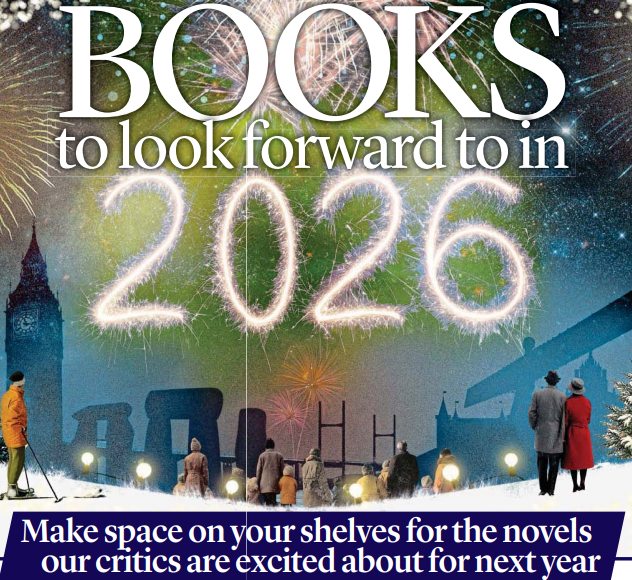 BOOKS
to look forward to in
2026
Make space on your shelves for the novels
our critics are excited about for next year